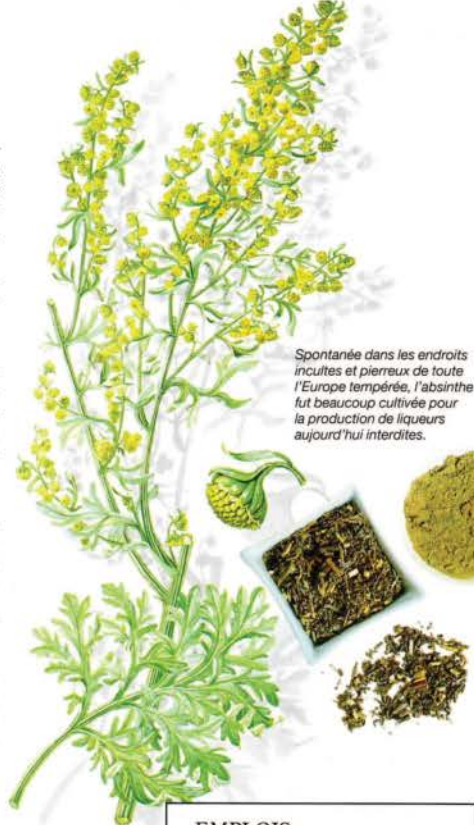 Spontanée dans les endroits
incultes et pierreux de toute
l'Europe tempérée, l'absinthe
fut beaucoup cultivée pour
la production de liqueurs
aujourd'hui interdites.
EMPLOIS